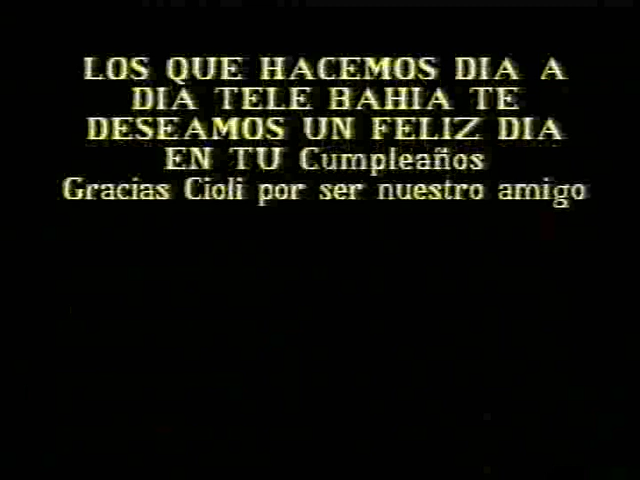 LOS QUE HACEMOS DIA A
DIA TELE BAHIA TE
DESEAMOS UN FELIZ DIA
EN TU Cumpleaños
Gracias Cioli por ser nuestro amigo